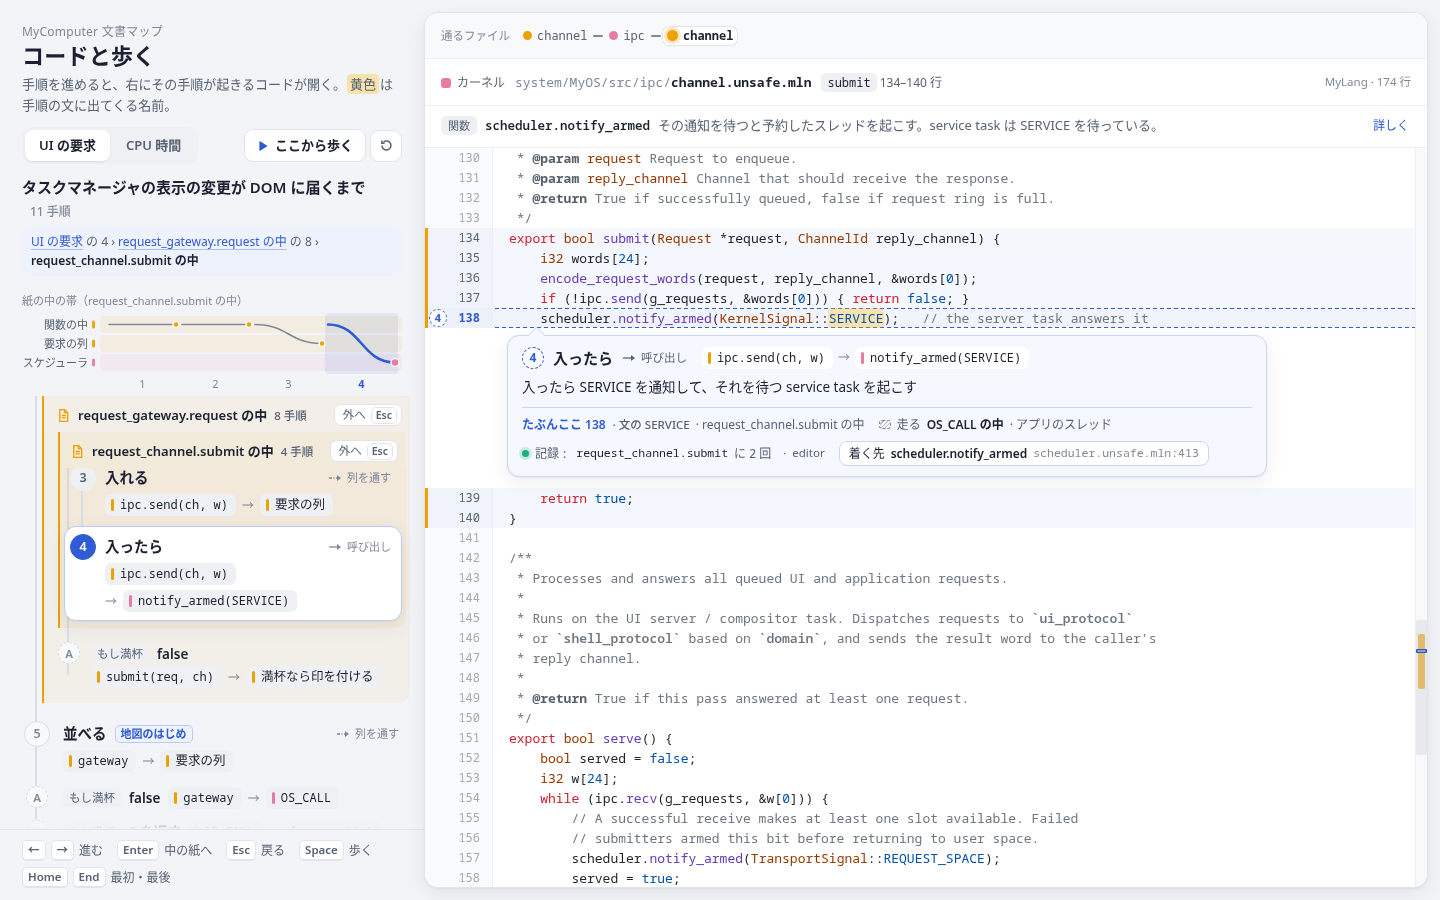 MyComputer 文書マップ
コードと歩く
手順を進めると、右にその手順が起きるコードが開く。 黄色 は
手順の文に出てくる名前。
UI の要求 CPU 時間 ▶ ここから歩く
タスクマネージャの表示の変更が DOM に届くまで
11 手順
UI の要求 の 4 › request_gateway.request の中 の 8 ›
request_channel.submit の中
紙の中の帯（request_channel.submit の中）
関数の中
要求の列
スケジューラ
1 2 3 4
request_gateway.request の中 8 手順 外へ Esc
request_channel.submit の中 4 手順 外へ Esc
3 入れる 列を通す
ipc.send(ch, w) → 要求の列
4 入ったら → 呼び出し
ipc.send(ch, w)
→ notify_armed(SERVICE)
A もし満杯 false
submit(req, ch) → 満杯なら印を付ける
5 並べる 地図のはじめ 列を通す
gateway → 要求の列
A もし満杯 false gateway → OS_CALL
← → 進む Enter 中の紙へ Esc 戻る Space 歩く
Home End 最初・最後
通るファイル channel ipc channel
カーネル system/MyOS/src/ipc/channel.unsafe.mln submit 134–140 行 MyLang · 174 行
関数 scheduler.notify_armed その通知を待つと予約したスレッドを起こす。service task は SERVICE を待っている。 詳しく
130  * @param request Request to enqueue.
131  * @param reply_channel Channel that should receive the response.
132  * @return True if successfully queued, false if request ring is full.
133  */
134 export bool submit(Request *request, ChannelId reply_channel) {
135     i32 words[24];
136     encode_request_words(request, reply_channel, &words[0]);
137     if (!ipc.send(g_requests, &words[0])) { return false; }
4 138     scheduler.notify_armed(KernelSignal::SERVICE);   // the server task answers it
4 入ったら → 呼び出し ipc.send(ch, w) → notify_armed(SERVICE)
入ったら SERVICE を通知して、それを待つ service task を起こす
たぶんここ 138 · 文の SERVICE · request_channel.submit の中 走る OS_CALL の中 · アプリのスレッド
記録： request_channel.submit に 2 回 · editor 着く先 scheduler.notify_armed scheduler.unsafe.mln:413
139     return true;
140 }
141
142 /**
143  * Processes and answers all queued UI and application requests.
144  *
145  * Runs on the UI server / compositor task. Dispatches requests to `ui_protocol`
146  * or `shell_protocol` based on `domain`, and sends the result word to the caller's
147  * reply channel.
148  *
149  * @return True if this pass answered at least one request.
150  */
151 export bool serve() {
152     bool served = false;
153     i32 w[24];
154     while (ipc.recv(g_requests, &w[0])) {
155         // A successful receive makes at least one slot available. Failed
156         // submitters armed this bit before returning to user space.
157         scheduler.notify_armed(TransportSignal::REQUEST_SPACE);
158         served = true;